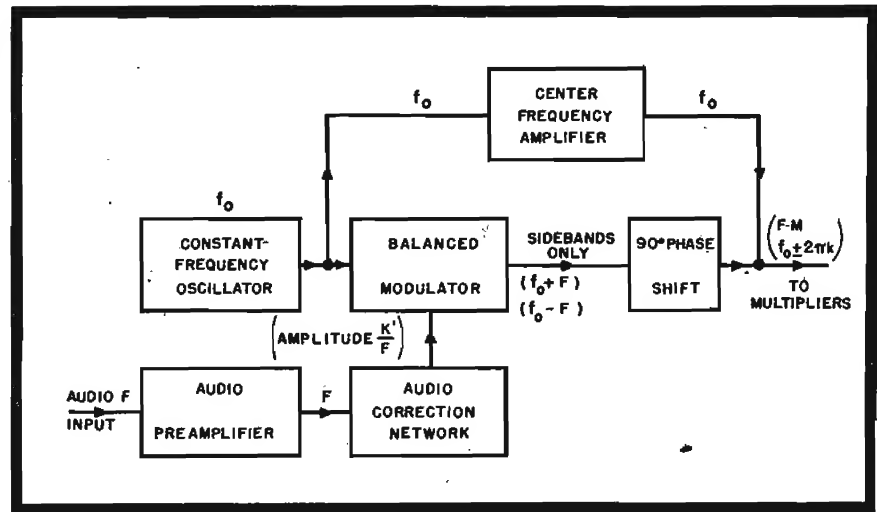 f₀
CENTER
FREQUENCY
AMPLIFIER
f₀
f₀
CONSTANT-
FREQUENCY
OSCILLATOR
BALANCED
MODULATOR
SIDEBANDS
ONLY
(f₀+F)
(f₀-F)
90° PHASE
SHIFT
(F-M
f₀±2πk)
TO
MULTIPLIERS
(AMPLITUDE K'/F)
AUDIO F
INPUT
AUDIO
PREAMPLIFIER
F
AUDIO
CORRECTION
NETWORK